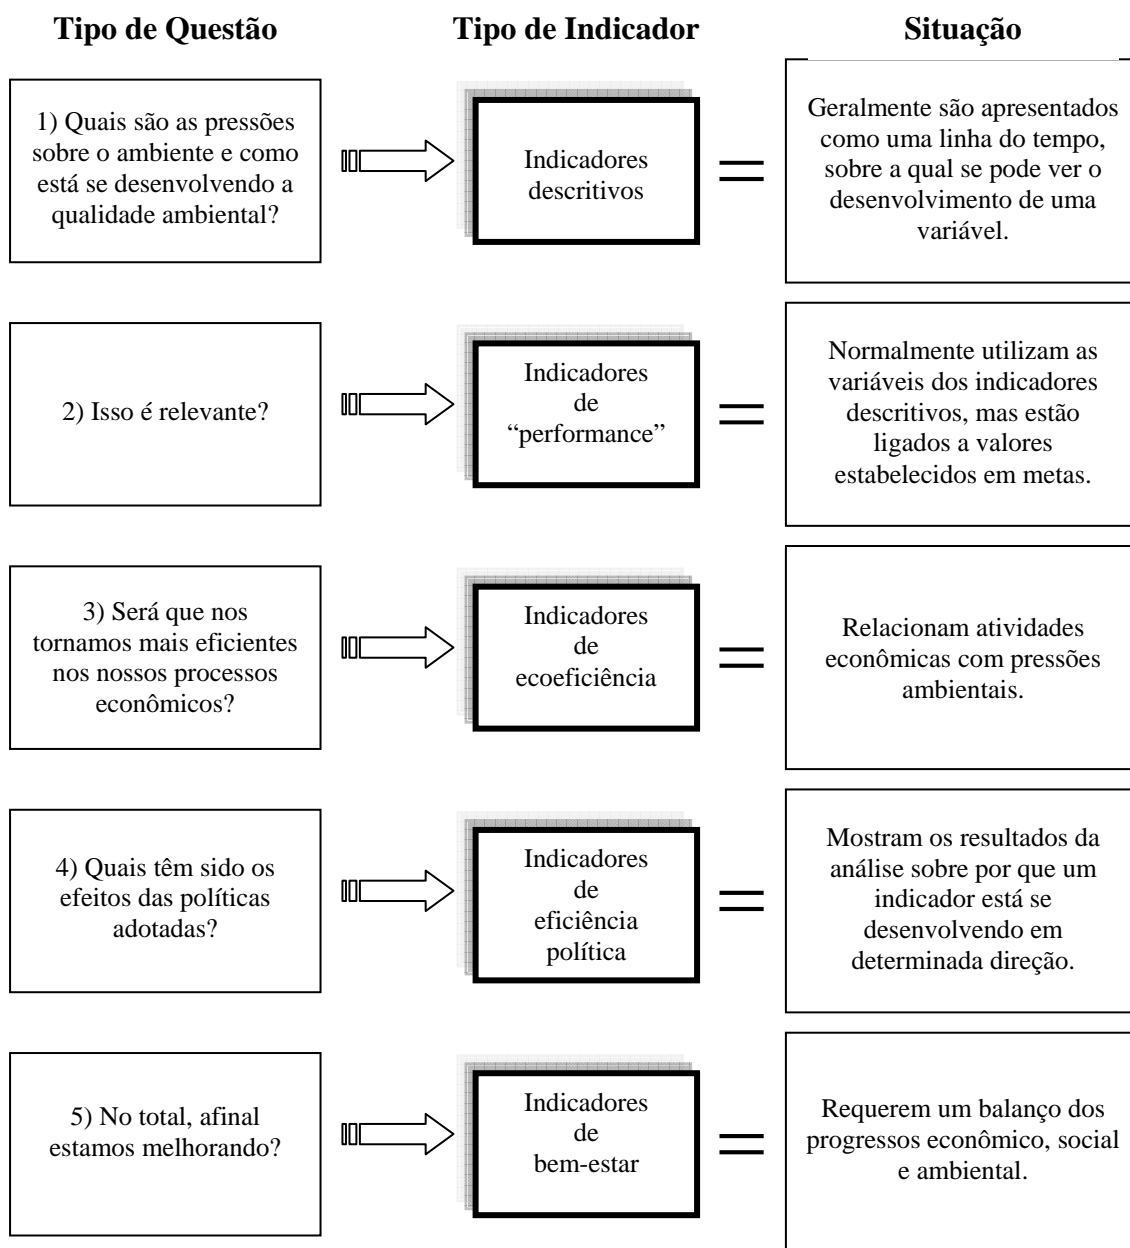 Tipo de Questão
Tipo de Indicador
Situação
1) Quais são as pressões
sobre o ambiente e como
está se desenvolvendo a
qualidade ambiental?
Indicadores
descritivos
=
Geralmente são apresentados
como uma linha do tempo,
sobre a qual se pode ver o
desenvolvimento de uma
variável.
2) Isso é relevante?
Indicadores
de
“performance”
=
Normalmente utilizam as
variáveis dos indicadores
descritivos, mas estão
ligados a valores
estabelecidos em metas.
3) Será que nos
tornamos mais eficientes
nos nossos processos
econômicos?
Indicadores
de
ecoeficiência
=
Relacionam atividades
econômicas com pressões
ambientais.
4) Quais têm sido os
efeitos das políticas
adotadas?
Indicadores
de
eficiência
política
=
Mostram os resultados da
análise sobre por que um
indicador está se
desenvolvendo em
determinada direção.
5) No total, afinal
estamos melhorando?
Indicadores
de
bem-estar
=
Requerem um balanço dos
progressos econômico, social
e ambiental.